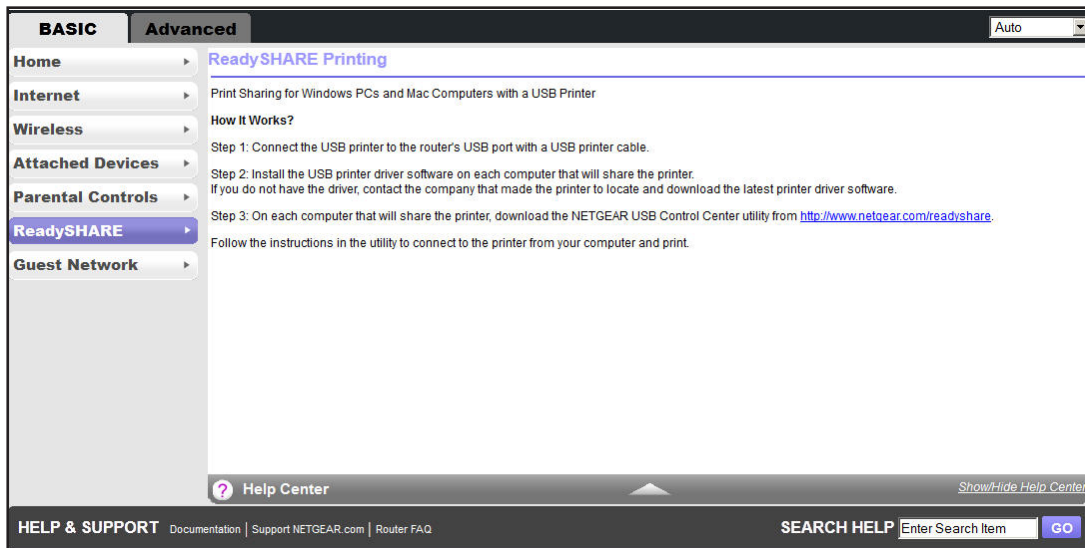 BASIC
Advanced
Auto
Home
Internet
Wireless
Attached Devices
Parental Controls
ReadySHARE
Guest Network
ReadySHARE Printing
Print Sharing for Windows PCs and Mac Computers with a USB Printer
How It Works?
Step 1: Connect the USB printer to the router's USB port with a USB printer cable.
Step 2: Install the USB printer driver software on each computer that will share the printer.
If you do not have the driver, contact the company that made the printer to locate and download the latest printer driver software.
Step 3: On each computer that will share the printer, download the NETGEAR USB Control Center utility from http://www.netgear.com/readyshare.
Follow the instructions in the utility to connect to the printer from your computer and print.
? Help Center
Show/Hide Help Center
HELP & SUPPORT Documentation | Support NETGEAR.com | Router FAQ
SEARCH HELP Enter Search Item GO